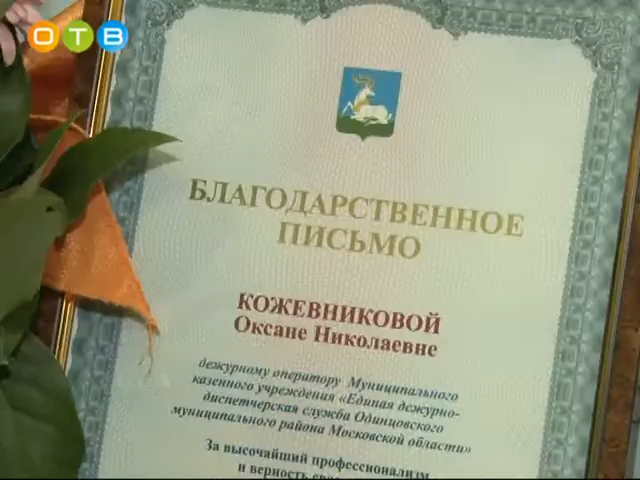 ОТВ
БЛАГОДАРСТВЕННОЕ
ПИСЬМО
КОЖЕВНИКОВОЙ
Оксане Николаевне
дежурному оператору Муниципального
казенного учреждения «Единая дежурно-
диспетчерская служба Одинцовского
муниципального района Московской области»
За высочайший профессионализм
и верность